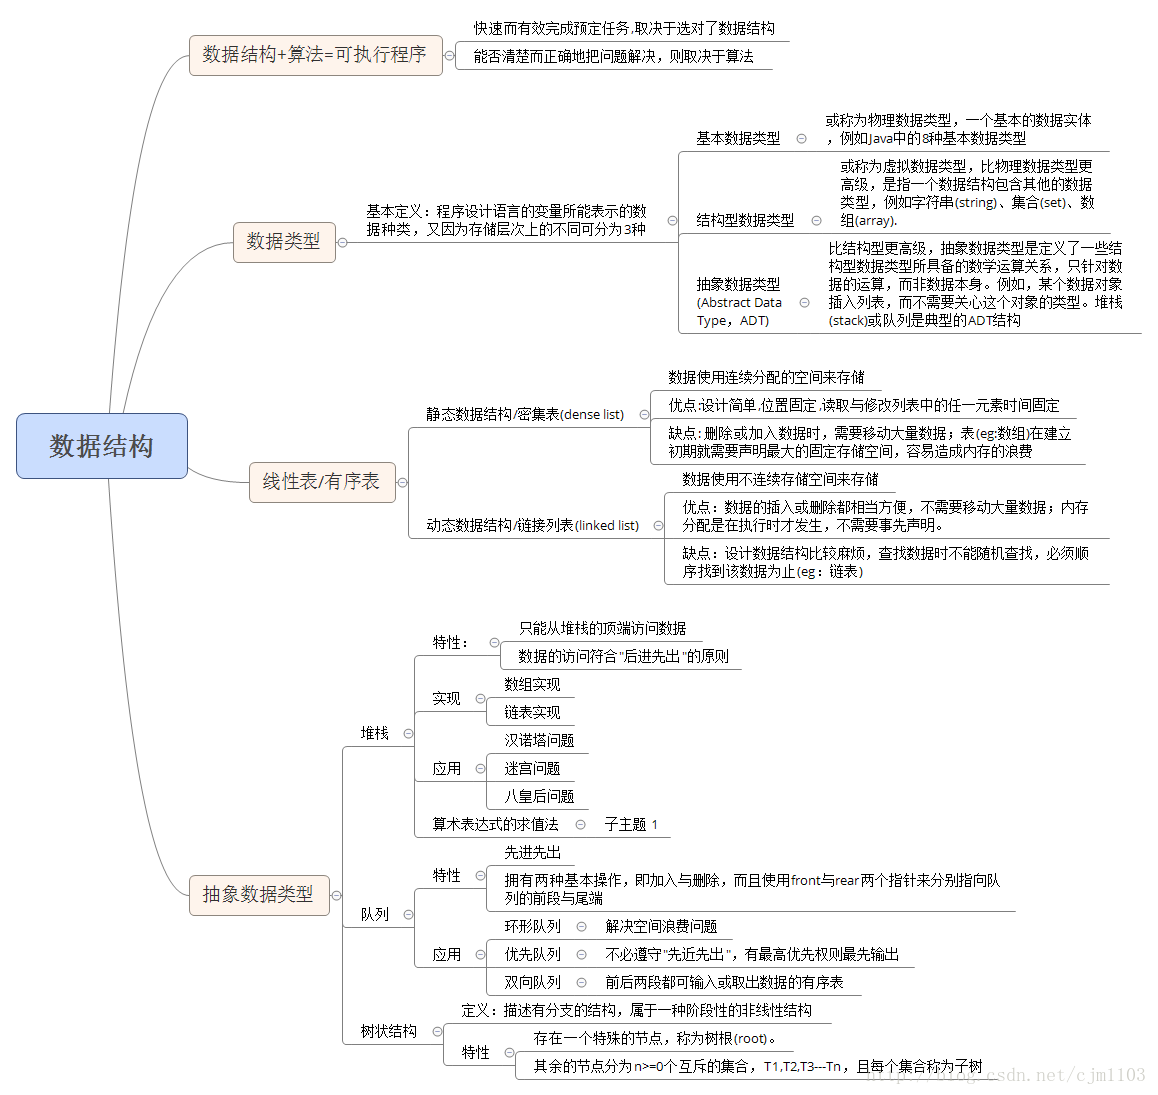 数据结构
数据结构+算法=可执行程序
快速而有效完成预定任务,取决于选对了数据结构
能否清楚而正确地把问题解决，则取决于算法
数据类型
基本定义：程序设计语言的变量所能表示的数
据种类，又因为存储层次上的不同可分为3种
基本数据类型
或称为物理数据类型，一个基本的数据实体
，例如Java中的8种基本数据类型
结构型数据类型
或称为虚拟数据类型，比物理数据类型更
高级，是指一个数据结构包含其他的数据
类型，例如字符串(string)、集合(set)、数
组(array).
抽象数据类型
(Abstract Data
Type，ADT)
比结构型更高级，抽象数据类型是定义了一些结
构型数据类型所具备的数学运算关系，只针对数
据的运算，而非数据本身。例如，某个数据对象
插入列表，而不需要关心这个对象的类型。堆栈
(stack)或队列是典型的ADT结构
线性表/有序表
静态数据结构/密集表(dense list)
数据使用连续分配的空间来存储
优点:设计简单,位置固定,读取与修改列表中的任一元素时间固定
缺点: 删除或加入数据时，需要移动大量数据；表(eg:数组)在建立
初期就需要声明最大的固定存储空间，容易造成内存的浪费
动态数据结构/链接列表(linked list)
数据使用不连续存储空间来存储
优点：数据的插入或删除都相当方便，不需要移动大量数据；内存
分配是在执行时才发生，不需要事先声明。
缺点：设计数据结构比较麻烦，查找数据时不能随机查找，必须顺
序找到该数据为止(eg：链表)
抽象数据类型
堆栈
特性：
只能从堆栈的顶端访问数据
数据的访问符合"后进先出"的原则
实现
数组实现
链表实现
应用
汉诺塔问题
迷宫问题
八皇后问题
算术表达式的求值法
子主题 1
队列
特性
先进先出
拥有两种基本操作，即加入与删除，而且使用front与rear两个指针来分别指向队
列的前段与尾端
应用
环形队列
解决空间浪费问题
优先队列
不必遵守"先近先出"，有最高优先权则最先输出
双向队列
前后两段都可输入或取出数据的有序表
树状结构
定义：描述有分支的结构，属于一种阶段性的非线性结构
特性
存在一个特殊的节点，称为树根(root)。
其余的节点分为n>=0个互斥的集合，T1,T2,T3---Tn，且每个集合称为子树
http://blog.csdn.net/cjm1103